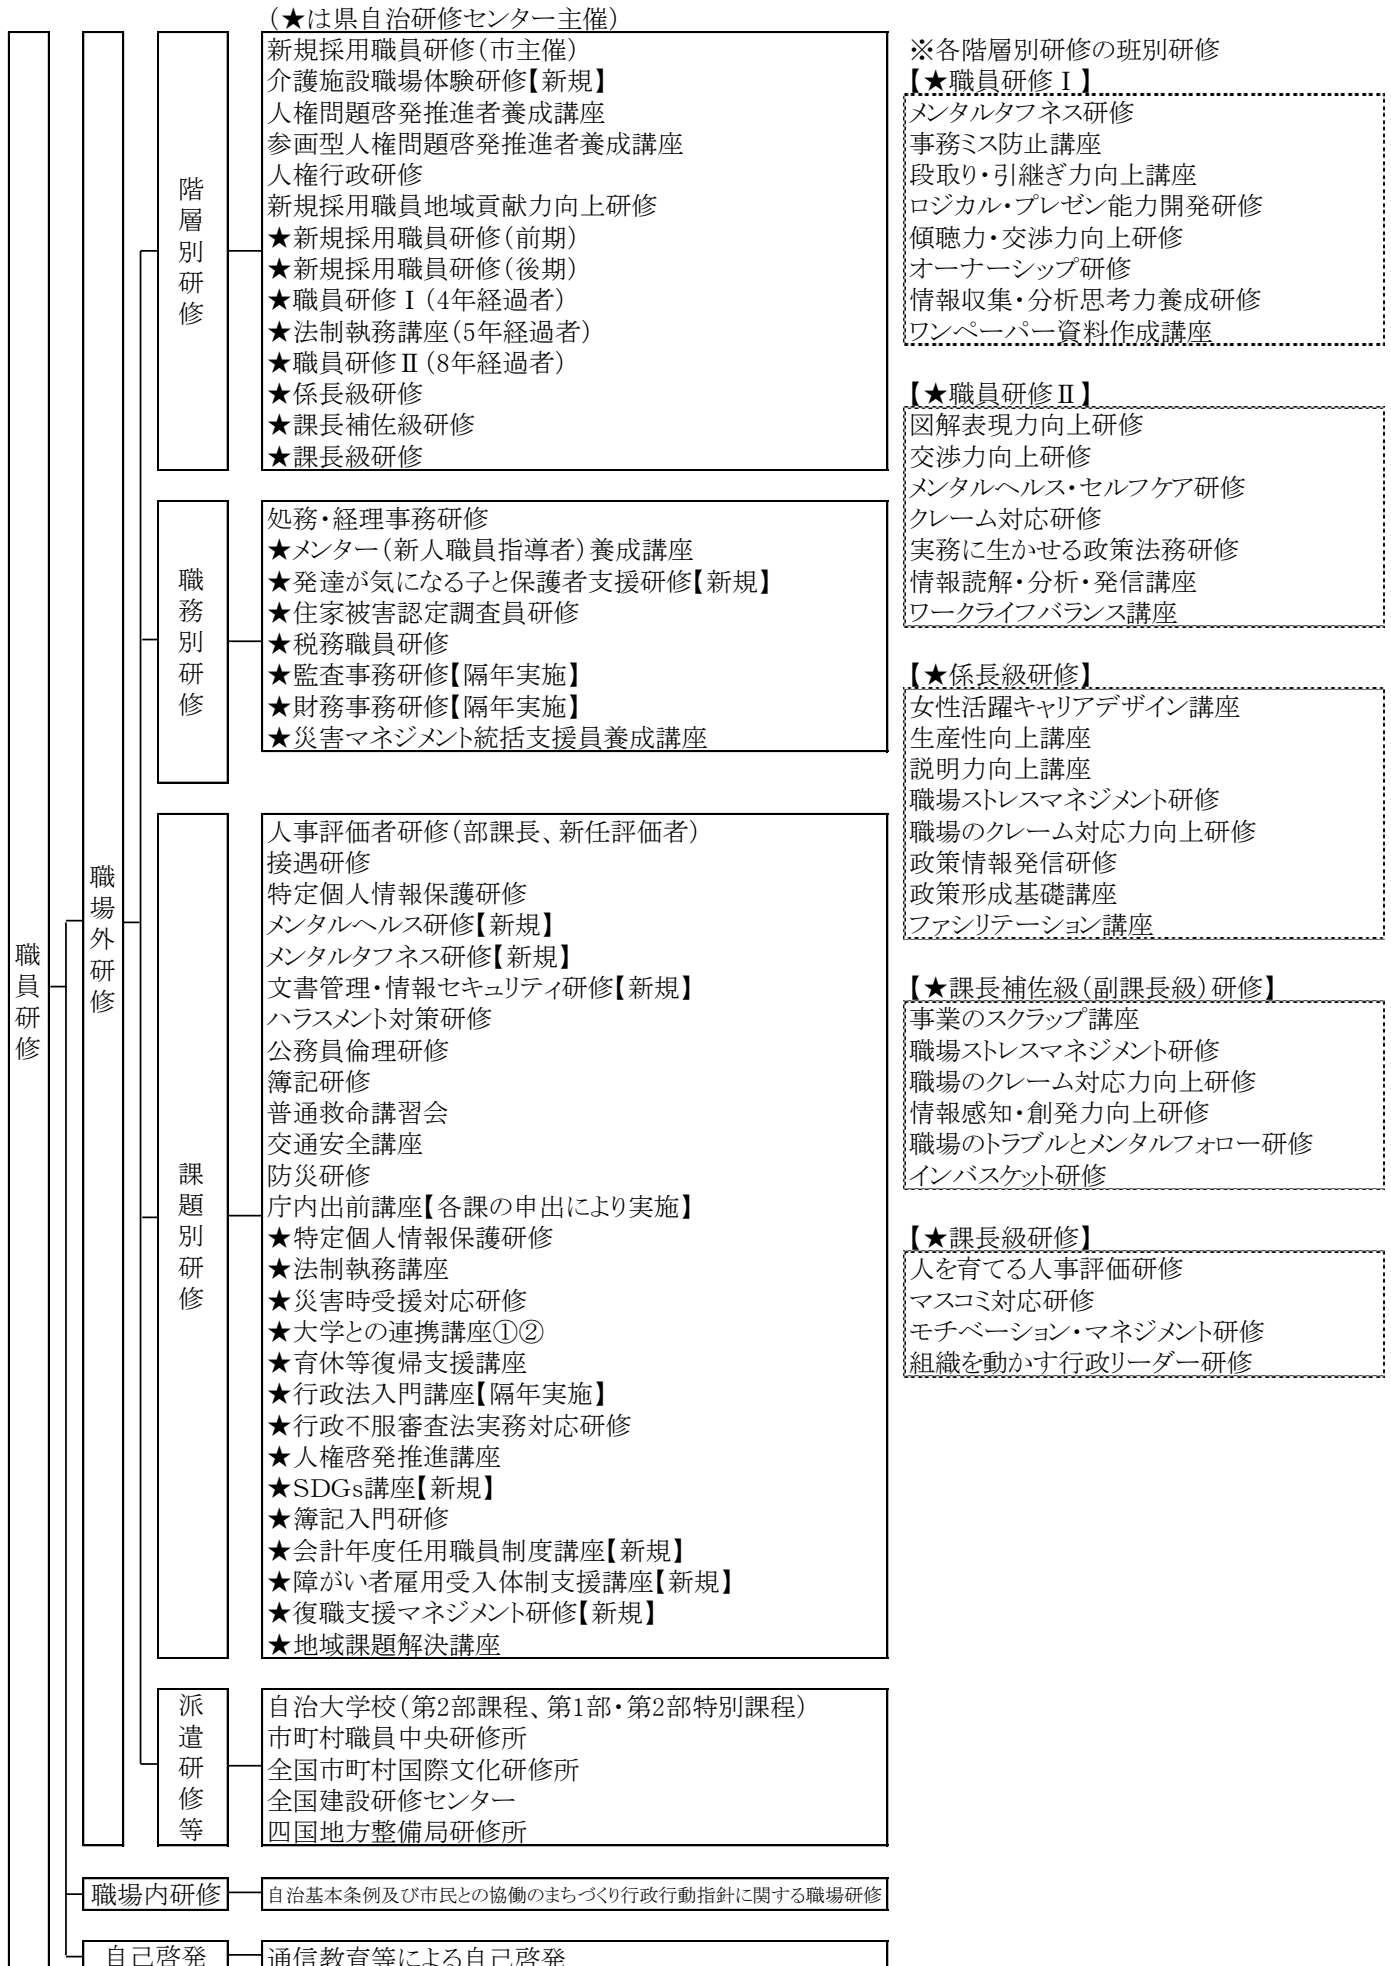 (★は県自治研修センター主催)
職員研修
職場外研修
階層別研修
新規採用職員研修(市主催)
介護施設職場体験研修【新規】
人権問題啓発推進者養成講座
参画型人権問題啓発推進者養成講座
人権行政研修
新規採用職員地域貢献力向上研修
★新規採用職員研修(前期)
★新規採用職員研修(後期)
★職員研修Ⅰ(4年経過者)
★法制執務講座(5年経過者)
★職員研修Ⅱ(8年経過者)
★係長級研修
★課長補佐級研修
★課長級研修
職務別研修
処務・経理事務研修
★メンター(新人職員指導者)養成講座
★発達が気になる子と保護者支援研修【新規】
★住家被害認定調査員研修
★税務職員研修
★監査事務研修【隔年実施】
★財務事務研修【隔年実施】
★災害マネジメント統括支援員養成講座
課題別研修
人事評価者研修(部課長、新任評価者)
接遇研修
特定個人情報保護研修
メンタルヘルス研修【新規】
メンタルタフネス研修【新規】
文書管理・情報セキュリティ研修【新規】
ハラスメント対策研修
公務員倫理研修
簿記研修
普通救命講習会
交通安全講座
防災研修
庁内出前講座【各課の申出により実施】
★特定個人情報保護研修
★法制執務講座
★災害時受援対応研修
★大学との連携講座①②
★育休等復帰支援講座
★行政法入門講座【隔年実施】
★行政不服審査法実務対応研修
★人権啓発推進講座
★SDGs講座【新規】
★簿記入門研修
★会計年度任用職員制度講座【新規】
★障がい者雇用受入体制支援講座【新規】
★復職支援マネジメント研修【新規】
★地域課題解決講座
派遣研修等
自治大学校(第2部課程、第1部・第2部特別課程)
市町村職員中央研修所
全国市町村国際文化研修所
全国建設研修センター
四国地方整備局研修所
職場内研修
自治基本条例及び市民との協働のまちづくり行政行動指針に関する職場研修
自己啓発
通信教育等による自己啓発
※各階層別研修の班別研修
【★職員研修Ⅰ】
メンタルタフネス研修
事務ミス防止講座
段取り・引継ぎ力向上講座
ロジカル・プレゼン能力開発研修
傾聴力・交渉力向上研修
オーナーシップ研修
情報収集・分析思考力養成研修
ワンペーパー資料作成講座
【★職員研修Ⅱ】
図解表現力向上研修
交渉力向上研修
メンタルヘルス・セルフケア研修
クレーム対応研修
実務に生かせる政策法務研修
情報読解・分析・発信講座
ワークライフバランス講座
【★係長級研修】
女性活躍キャリアデザイン講座
生産性向上講座
説明力向上講座
職場ストレスマネジメント研修
職場のクレーム対応力向上研修
政策情報発信研修
政策形成基礎講座
ファシリテーション講座
【★課長補佐級(副課長級)研修】
事業のスクラップ講座
職場ストレスマネジメント研修
職場のクレーム対応力向上研修
情報感知・創発力向上研修
職場のトラブルとメンタルフォロー研修
インバスケット研修
【★課長級研修】
人を育てる人事評価研修
マスコミ対応研修
モチベーション・マネジメント研修
組織を動かす行政リーダー研修